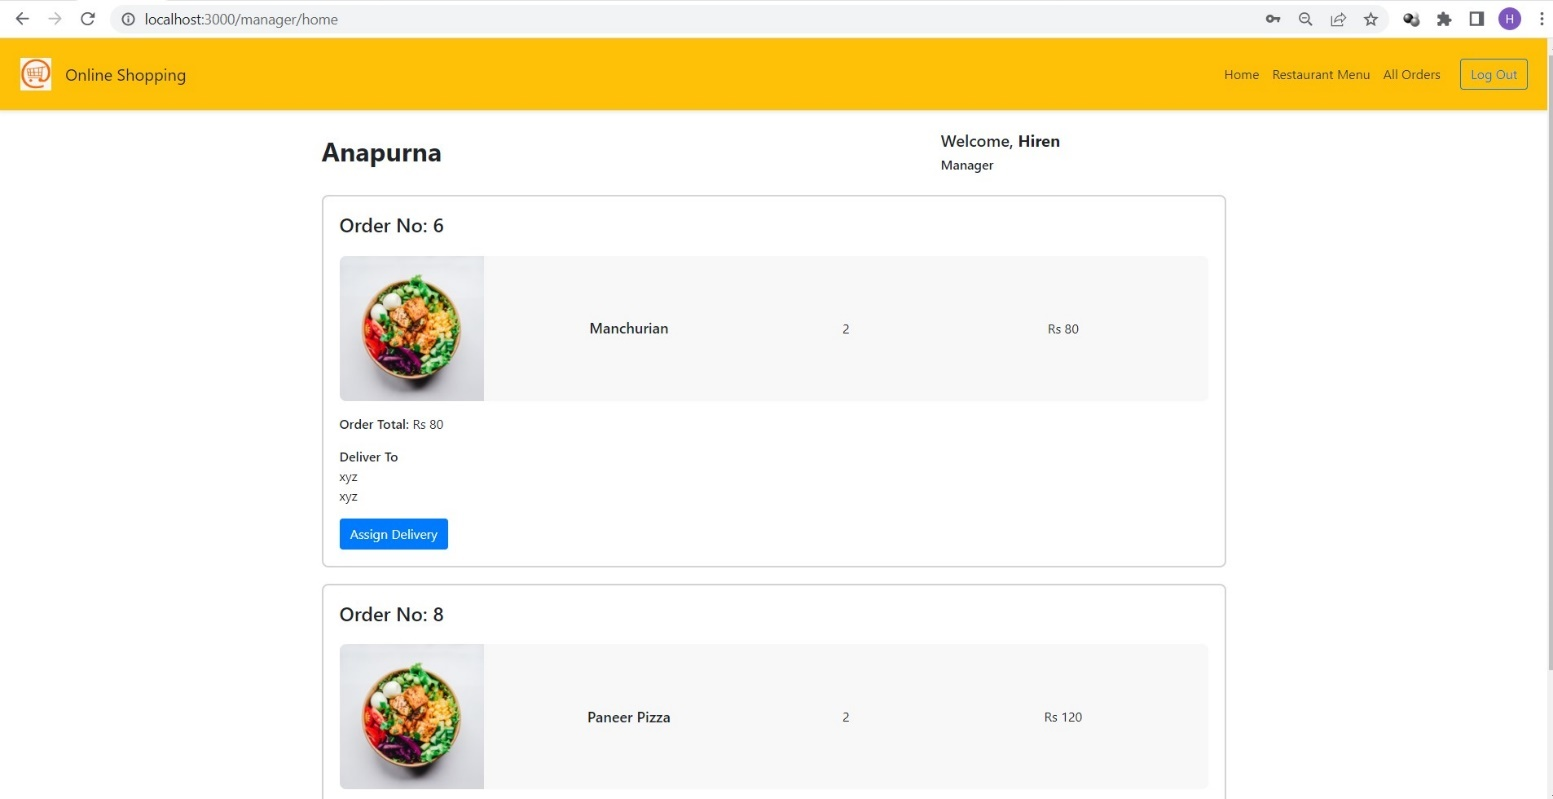 localhost:3000/manager/home
H
Online Shopping
Home Restaurant Menu All Orders Log Out
Anapurna
Welcome, Hiren
Manager
Order No: 6
Manchurian 2 Rs 80
Order Total: Rs 80
Deliver To
xyz
xyz
Assign Delivery
Order No: 8
Paneer Pizza 2 Rs 120